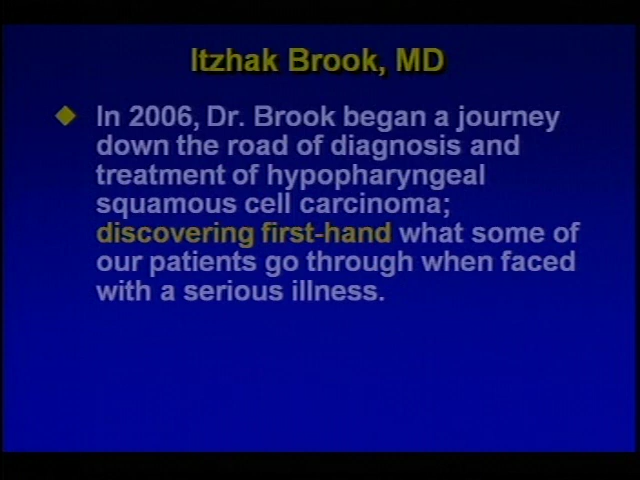 Itzhak Brook, MD
In 2006, Dr. Brook began a journey
down the road of diagnosis and
treatment of hypopharyngeal
squamous cell carcinoma;
discovering first-hand what some of
our patients go through when faced
with a serious illness.